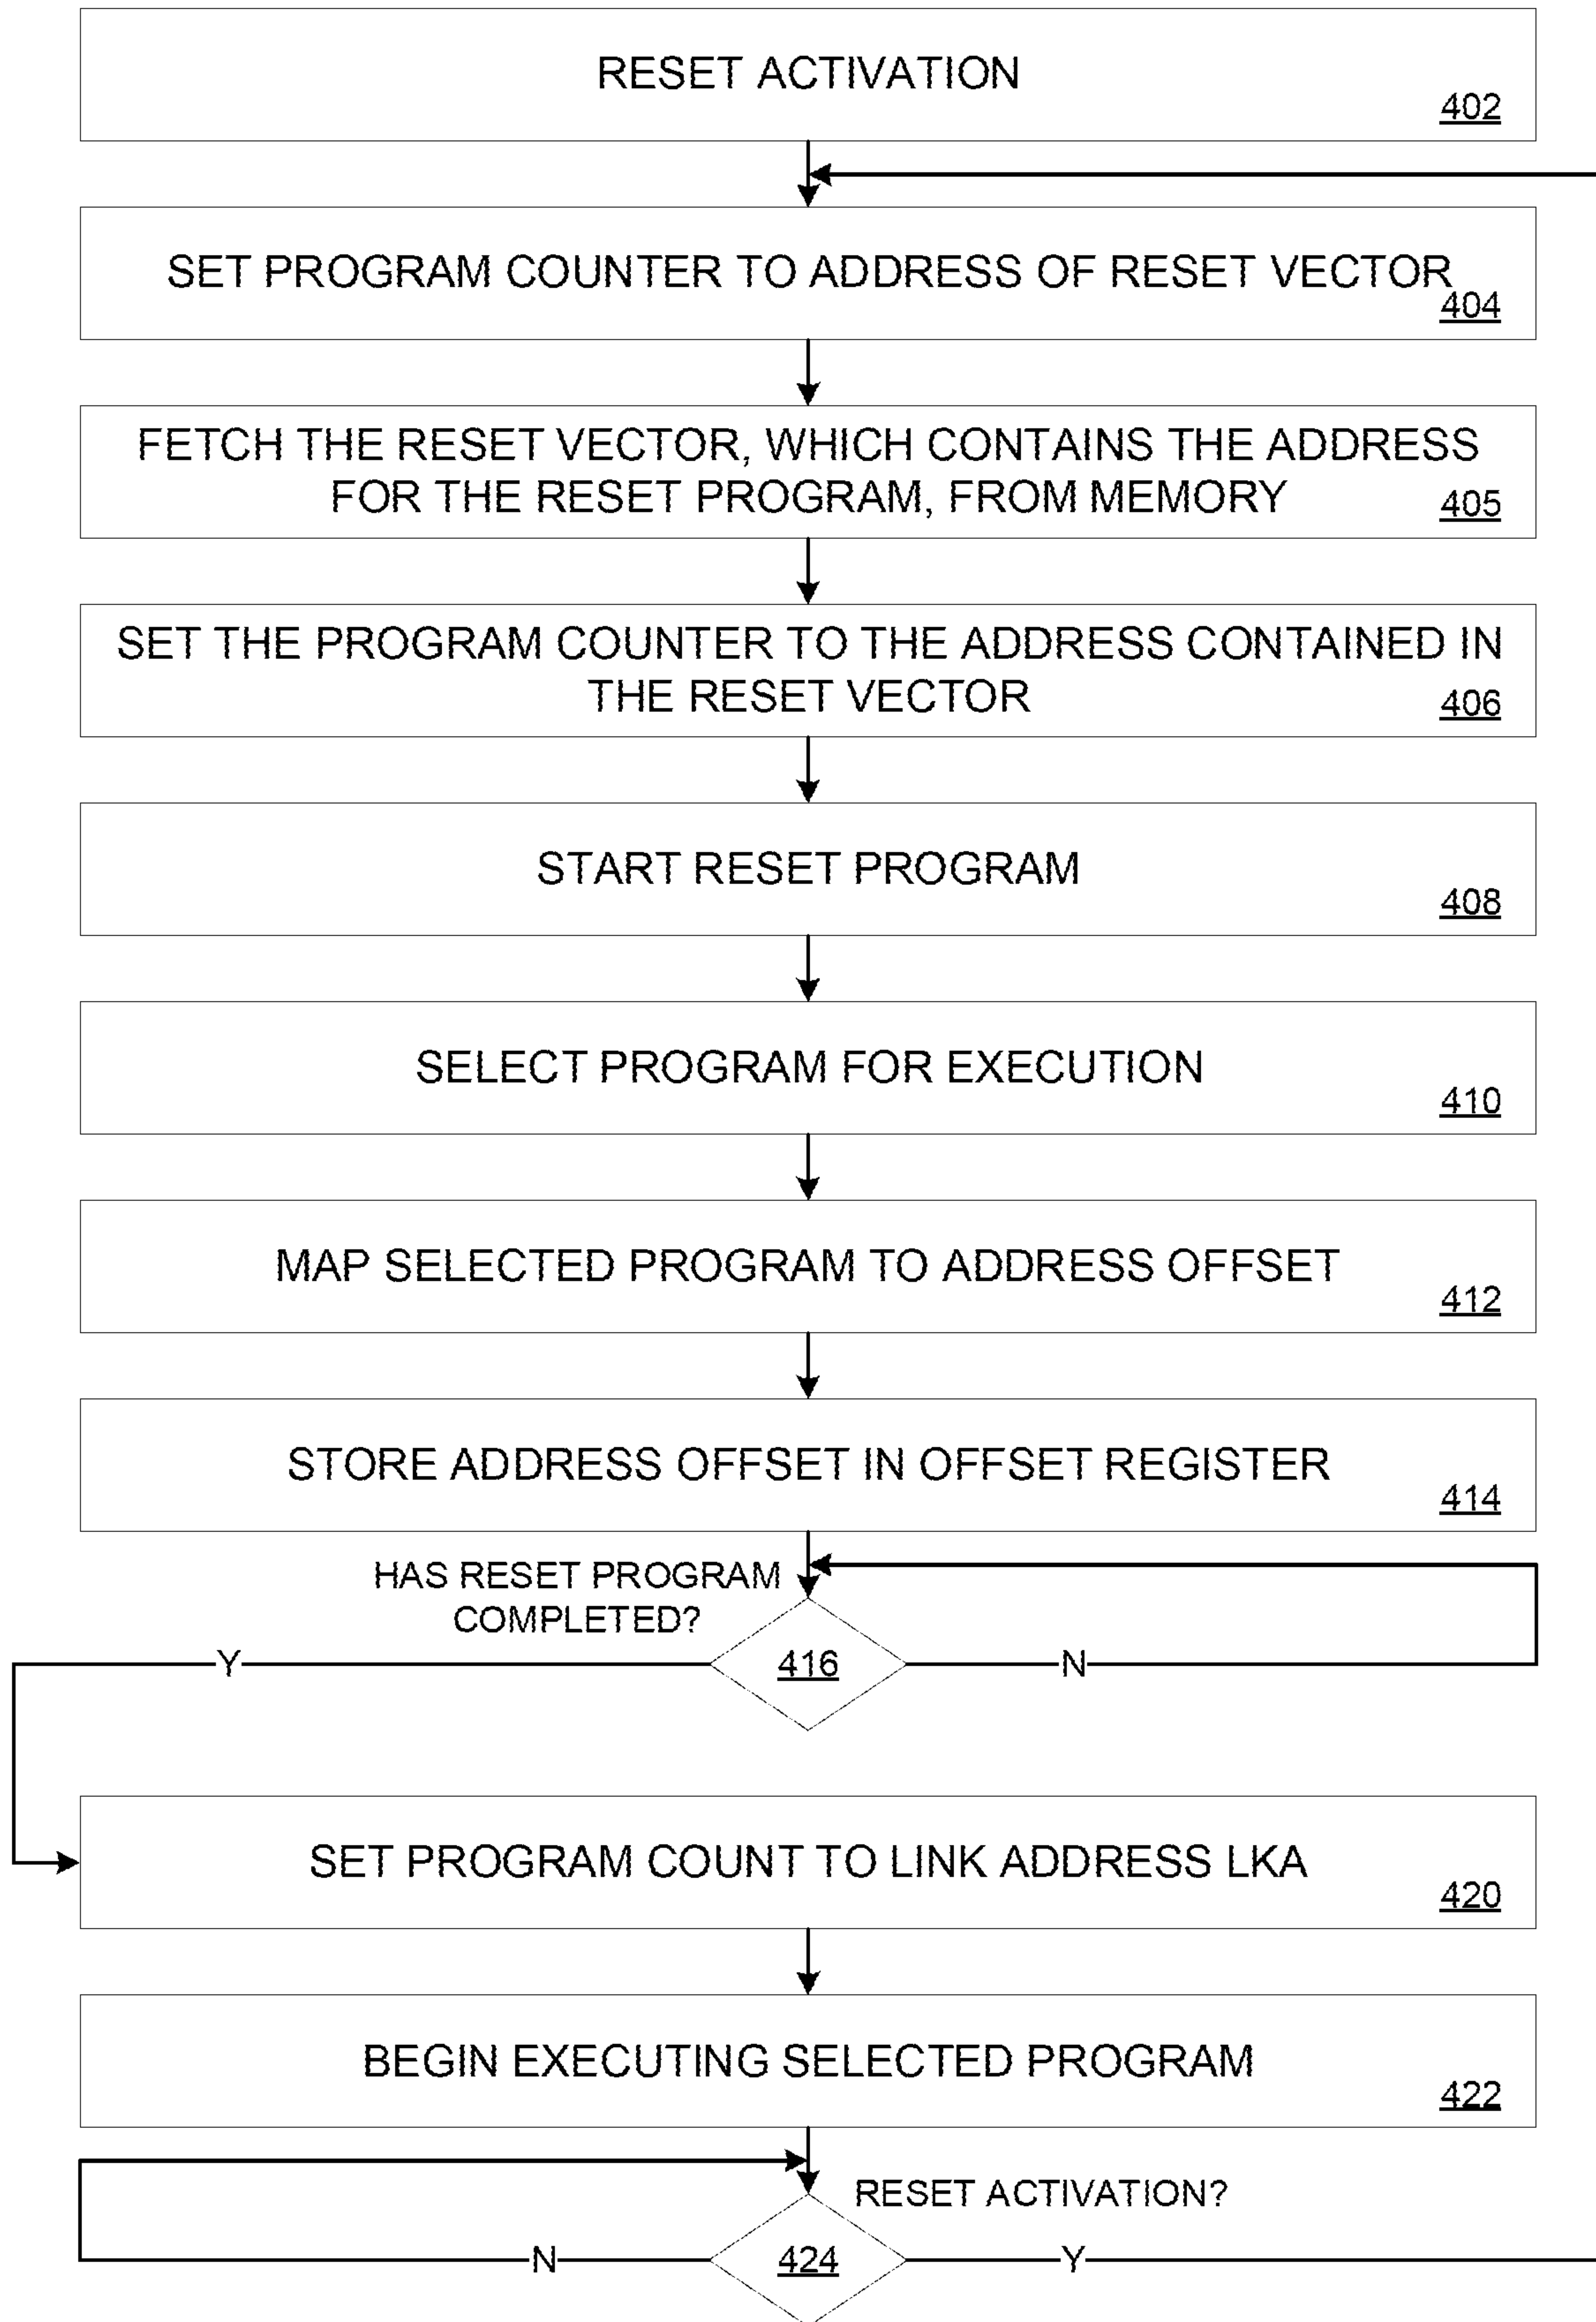 RESET ACTIVATION
402
SET PROGRAM COUNTER TO ADDRESS OF RESET VECTOR
404
FETCH THE RESET VECTOR, WHICH CONTAINS THE ADDRESS
FOR THE RESET PROGRAM, FROM MEMORY
405
SET THE PROGRAM COUNTER TO THE ADDRESS CONTAINED IN
THE RESET VECTOR
406
START RESET PROGRAM
408
SELECT PROGRAM FOR EXECUTION
410
MAP SELECTED PROGRAM TO ADDRESS OFFSET
412
STORE ADDRESS OFFSET IN OFFSET REGISTER
414
HAS RESET PROGRAM
COMPLETED?
Y
416
N
SET PROGRAM COUNT TO LINK ADDRESS LKA
420
BEGIN EXECUTING SELECTED PROGRAM
422
RESET ACTIVATION?
N
424
Y